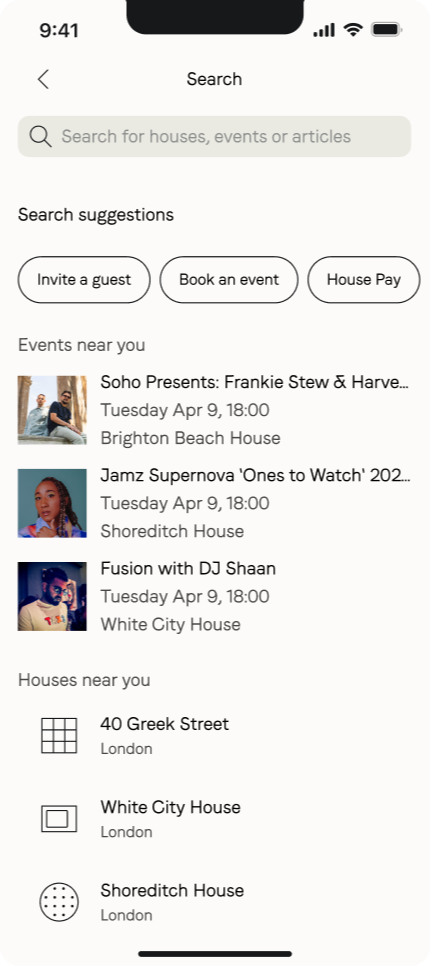 9:41
Search
Search for houses, events or articles
Search suggestions
Invite a guest
Book an event
House Pay
Events near you
Soho Presents: Frankie Stew & Harve...
Tuesday Apr 9, 18:00
Brighton Beach House
Jamz Supernova 'Ones to Watch' 202...
Tuesday Apr 9, 18:00
Shoreditch House
Fusion with DJ Shaan
Tuesday Apr 9, 18:00
White City House
Houses near you
40 Greek Street
London
White City House
London
Shoreditch House
London